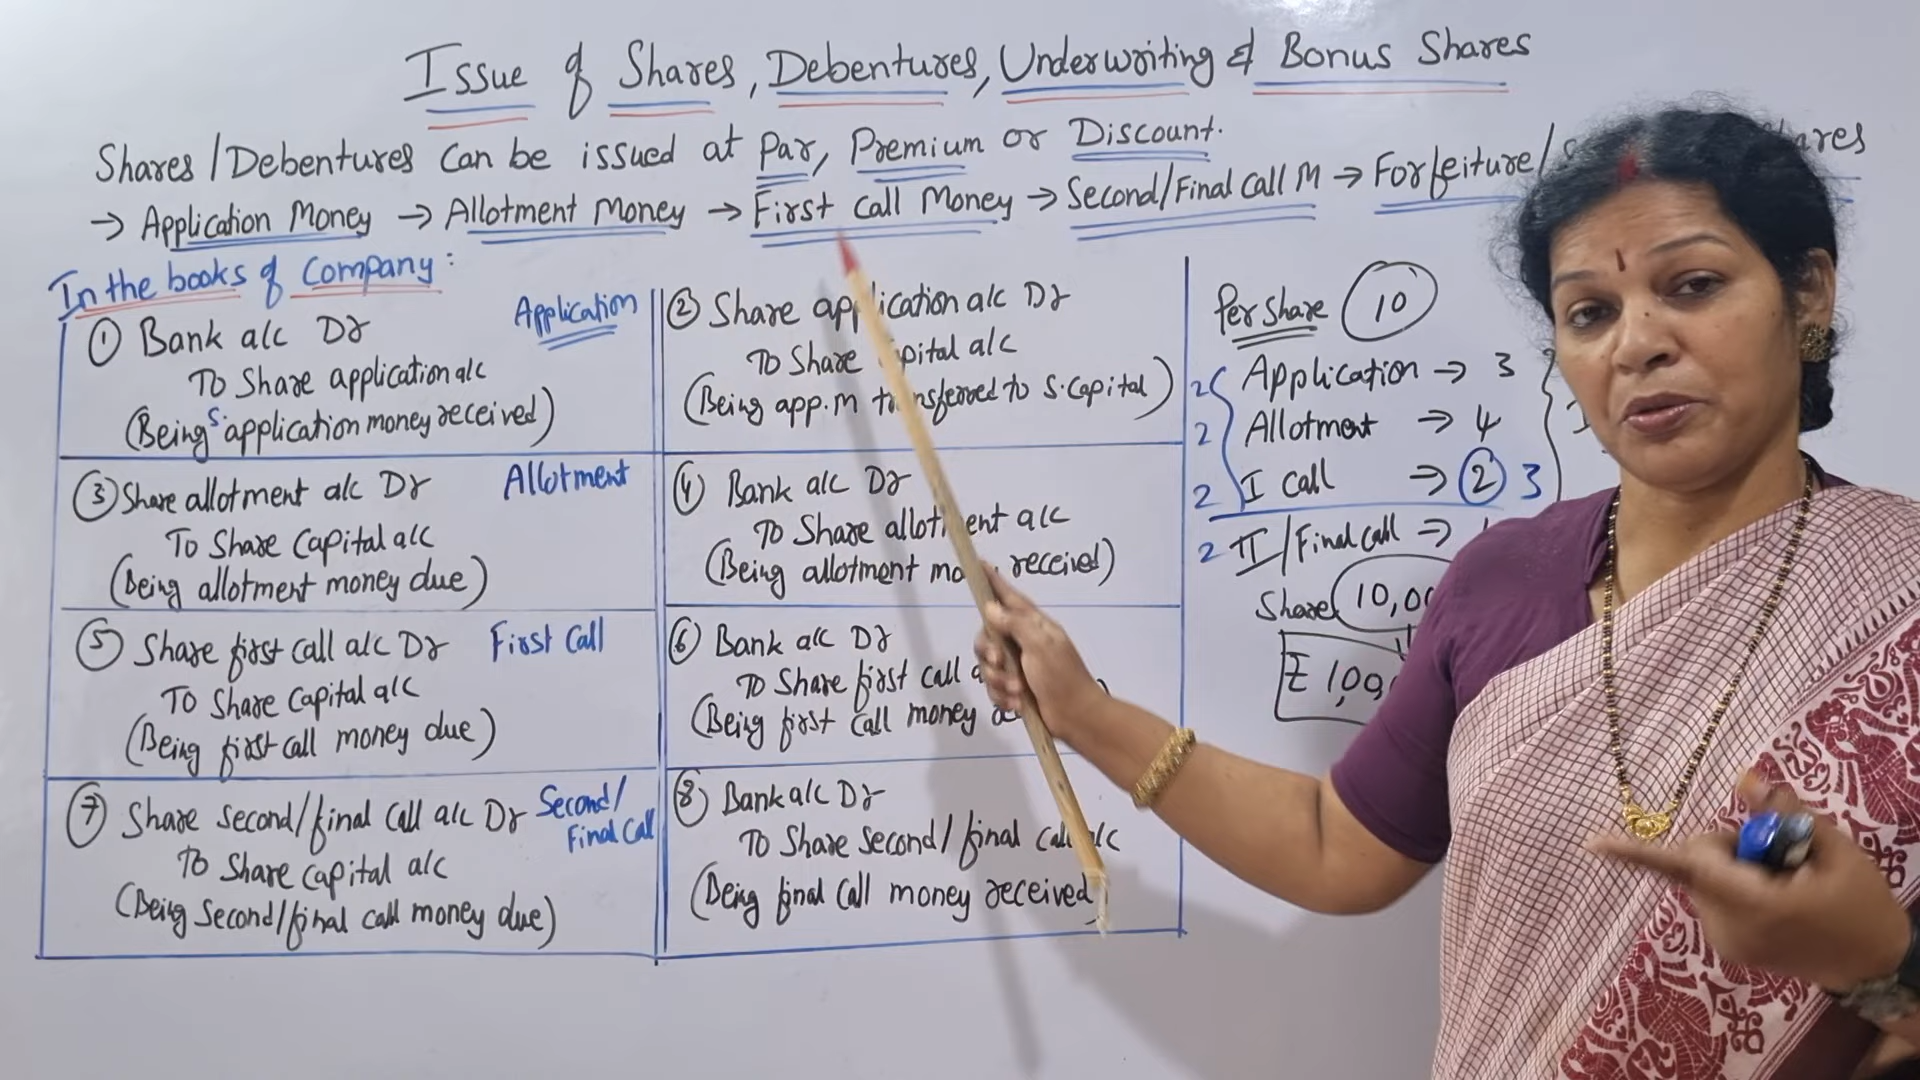 Issue of Shares, Debentures, Underwriting & Bonus Shares
Shares/Debentures can be issued at Par, Premium or Discount.
→ Application Money → Allotment Money → First Call Money → Second/Final Call M → Forfeiture/
In the books of Company:
① Bank a/c Dr
To Share application a/c
(Being s. application money received)
Application
② Share application a/c Dr
To Share capital a/c
(Being app. M transferred to S. Capital)
③ Share allotment a/c Dr
To Share Capital a/c
(Being allotment money due)
Allotment
④ Bank a/c Dr
To Share allotment a/c
(Being allotment money received)
⑤ Share first call a/c Dr
To Share Capital a/c
(Being first call money due)
First Call
⑥ Bank a/c Dr
To Share first call a
(Being first call money
⑦ Share second/final call a/c Dr
To Share capital a/c
(Being Second/final call money due)
Second/
Final Call
⑧ Bank a/c Dr
To Share second/final call a/c
(Being final call money received)
Per Share 10
2 Application → 3
2 Allotment → 4
2 I call → 2 3
2 II/Final call →
Share 10,00
₹ 1,00